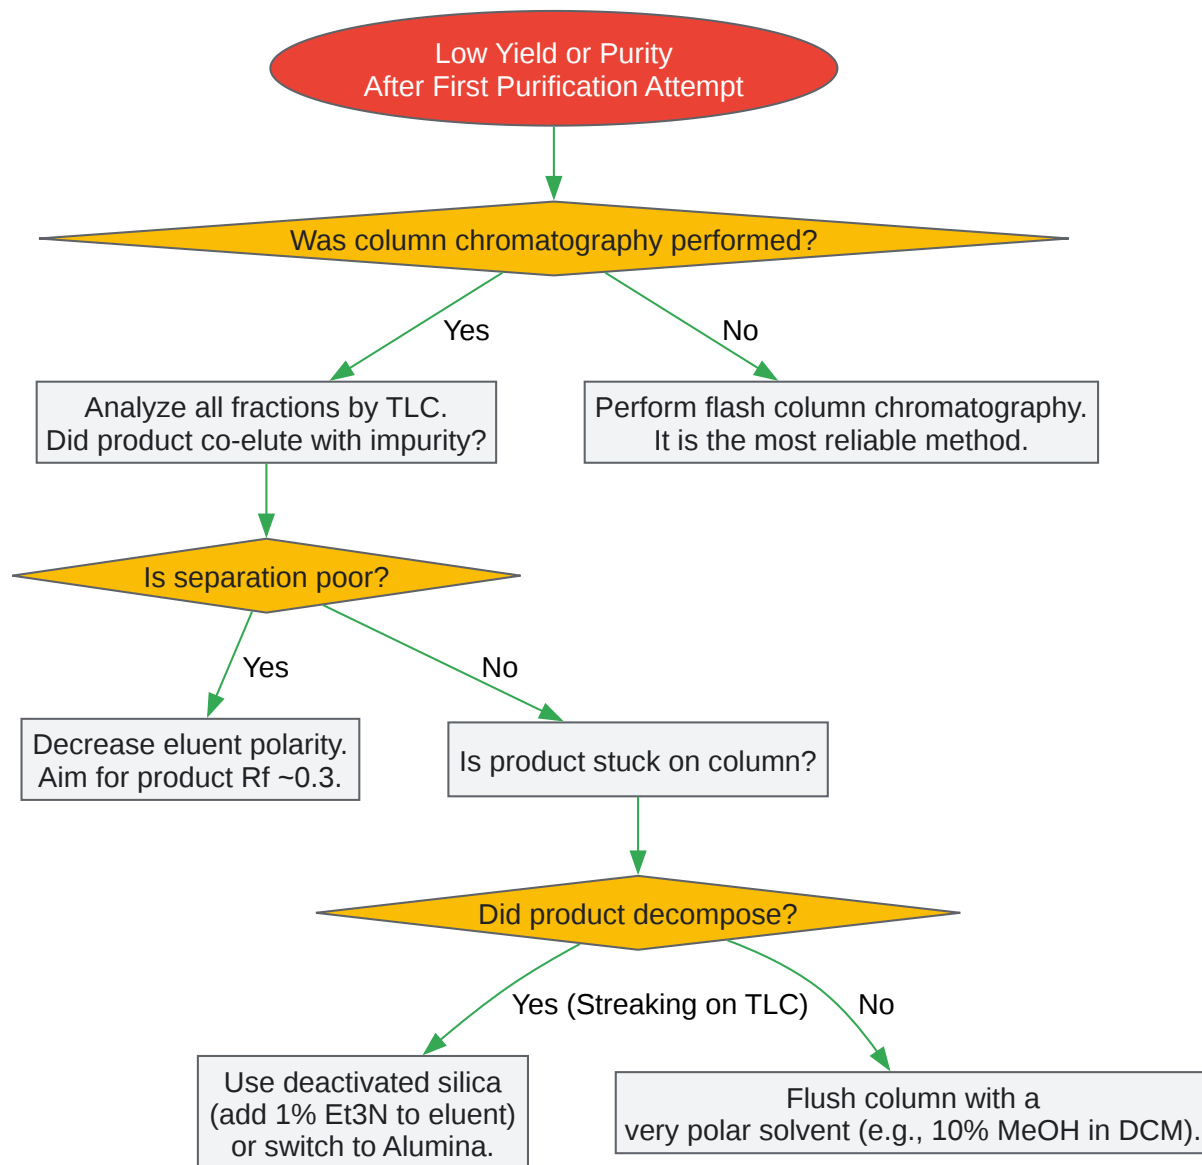 Low Yield or Purity
After First Purification Attempt
Was column chromatography performed?
Yes
No
Analyze all fractions by TLC.
Did product co-elute with impurity?
Perform flash column chromatography.
It is the most reliable method.
Is separation poor?
Yes
No
Decrease eluent polarity.
Aim for product Rf ~0.3.
Is product stuck on column?
Did product decompose?
Yes (Streaking on TLC)
No
Use deactivated silica
(add 1% Et3N to eluent)
or switch to Alumina.
Flush column with a
very polar solvent (e.g., 10% MeOH in DCM).